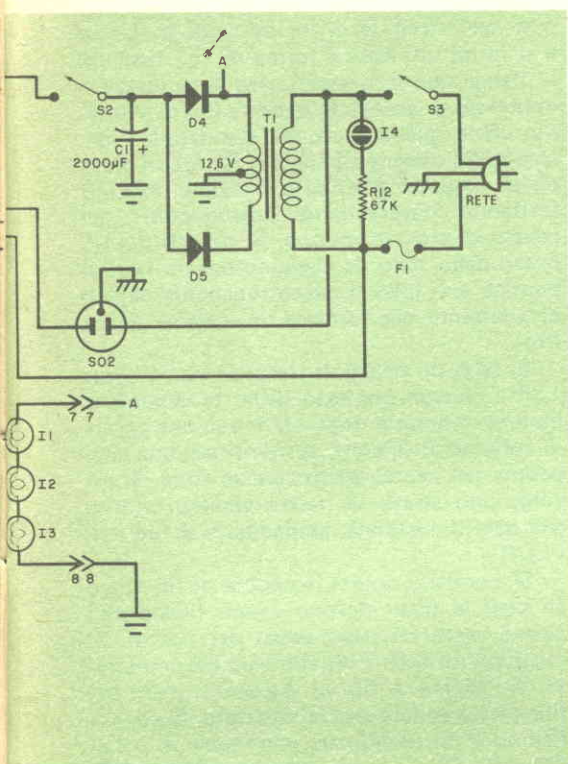 A
S2
D4
T1
S3
C1 +
2000µF
12,6 V
I4
R12
67K
RETE
D5
F1
SO2
7 7
A
I1
I2
I3
8 8